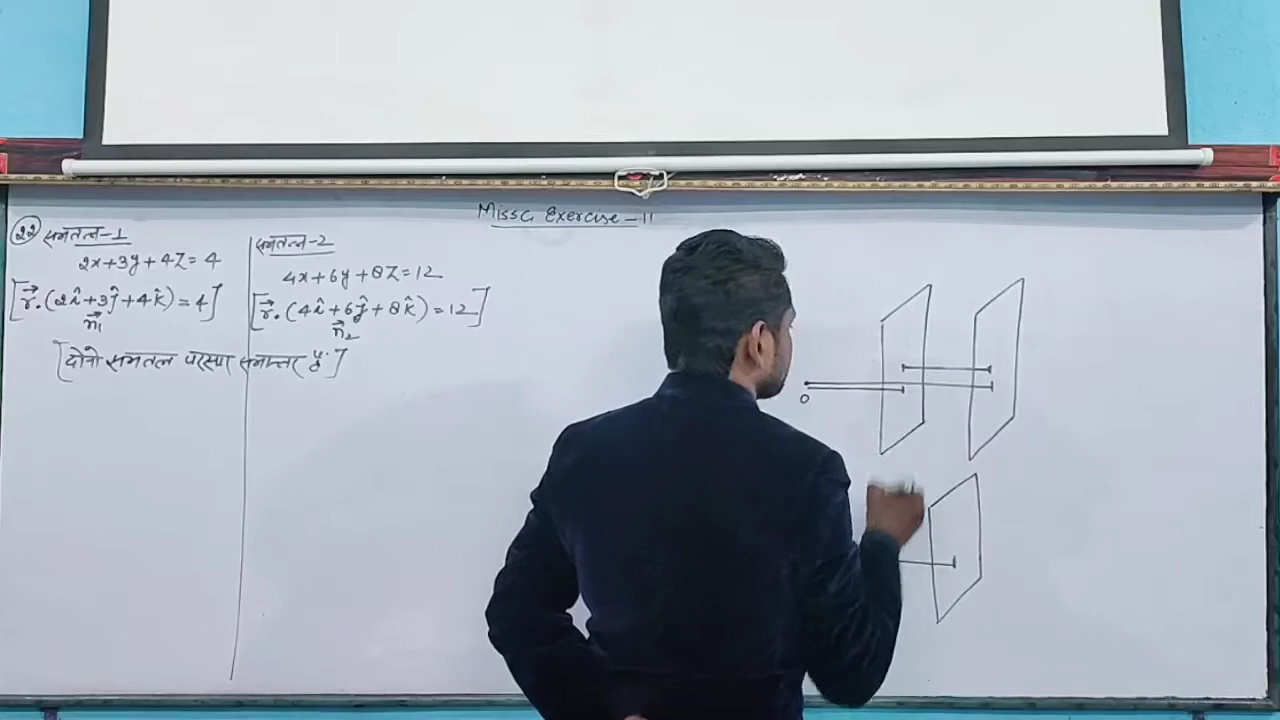 Miscc Exercise-11
(22) समतल-1
2x+3y+4z=4
[r⃗.(2î+3ĵ+4k̂)=4]
n⃗₁
समतल-2
4x+6y+8z=12
[r⃗.(4î+6ĵ+8k̂)=12]
n⃗₂
[दोनो समतल परस्पर समान्तर है]
O